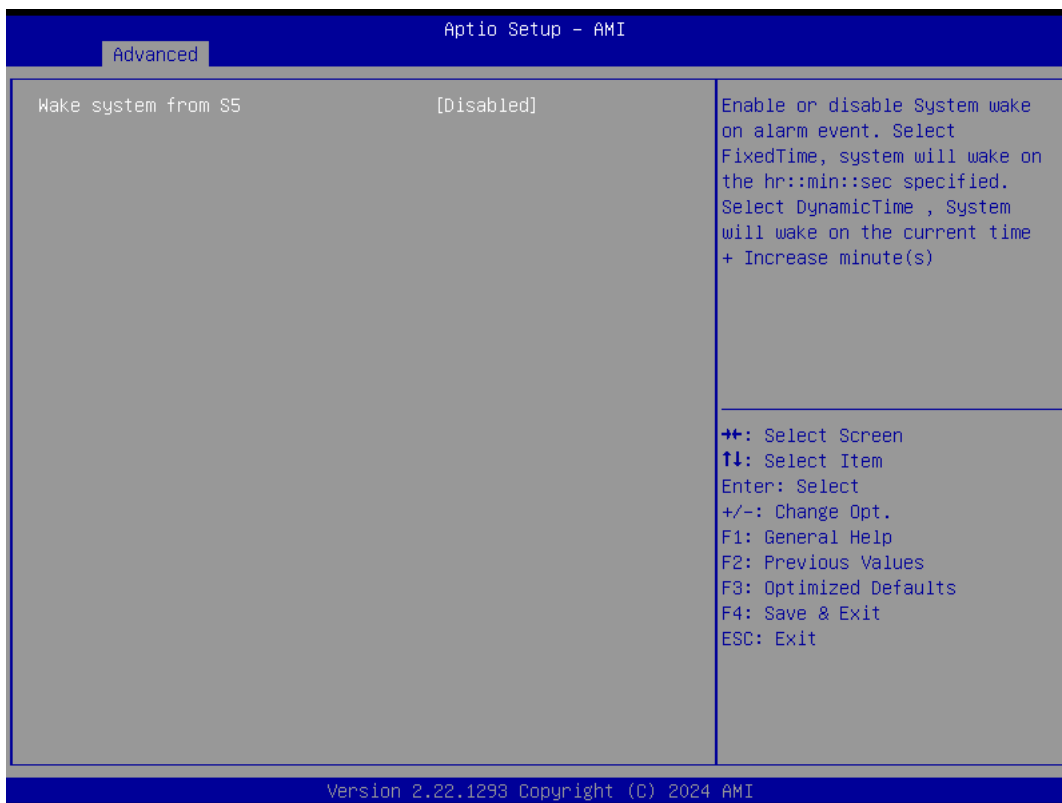 Aptio Setup – AMI
Advanced
Wake system from S5 [Disabled]
Enable or disable System wake
on alarm event. Select
FixedTime, system will wake on
the hr::min::sec specified.
Select DynamicTime , System
will wake on the current time
+ Increase minute(s)
→←: Select Screen
↑↓: Select Item
Enter: Select
+/-: Change Opt.
F1: General Help
F2: Previous Values
F3: Optimized Defaults
F4: Save & Exit
ESC: Exit
Version 2.22.1293 Copyright (C) 2024 AMI